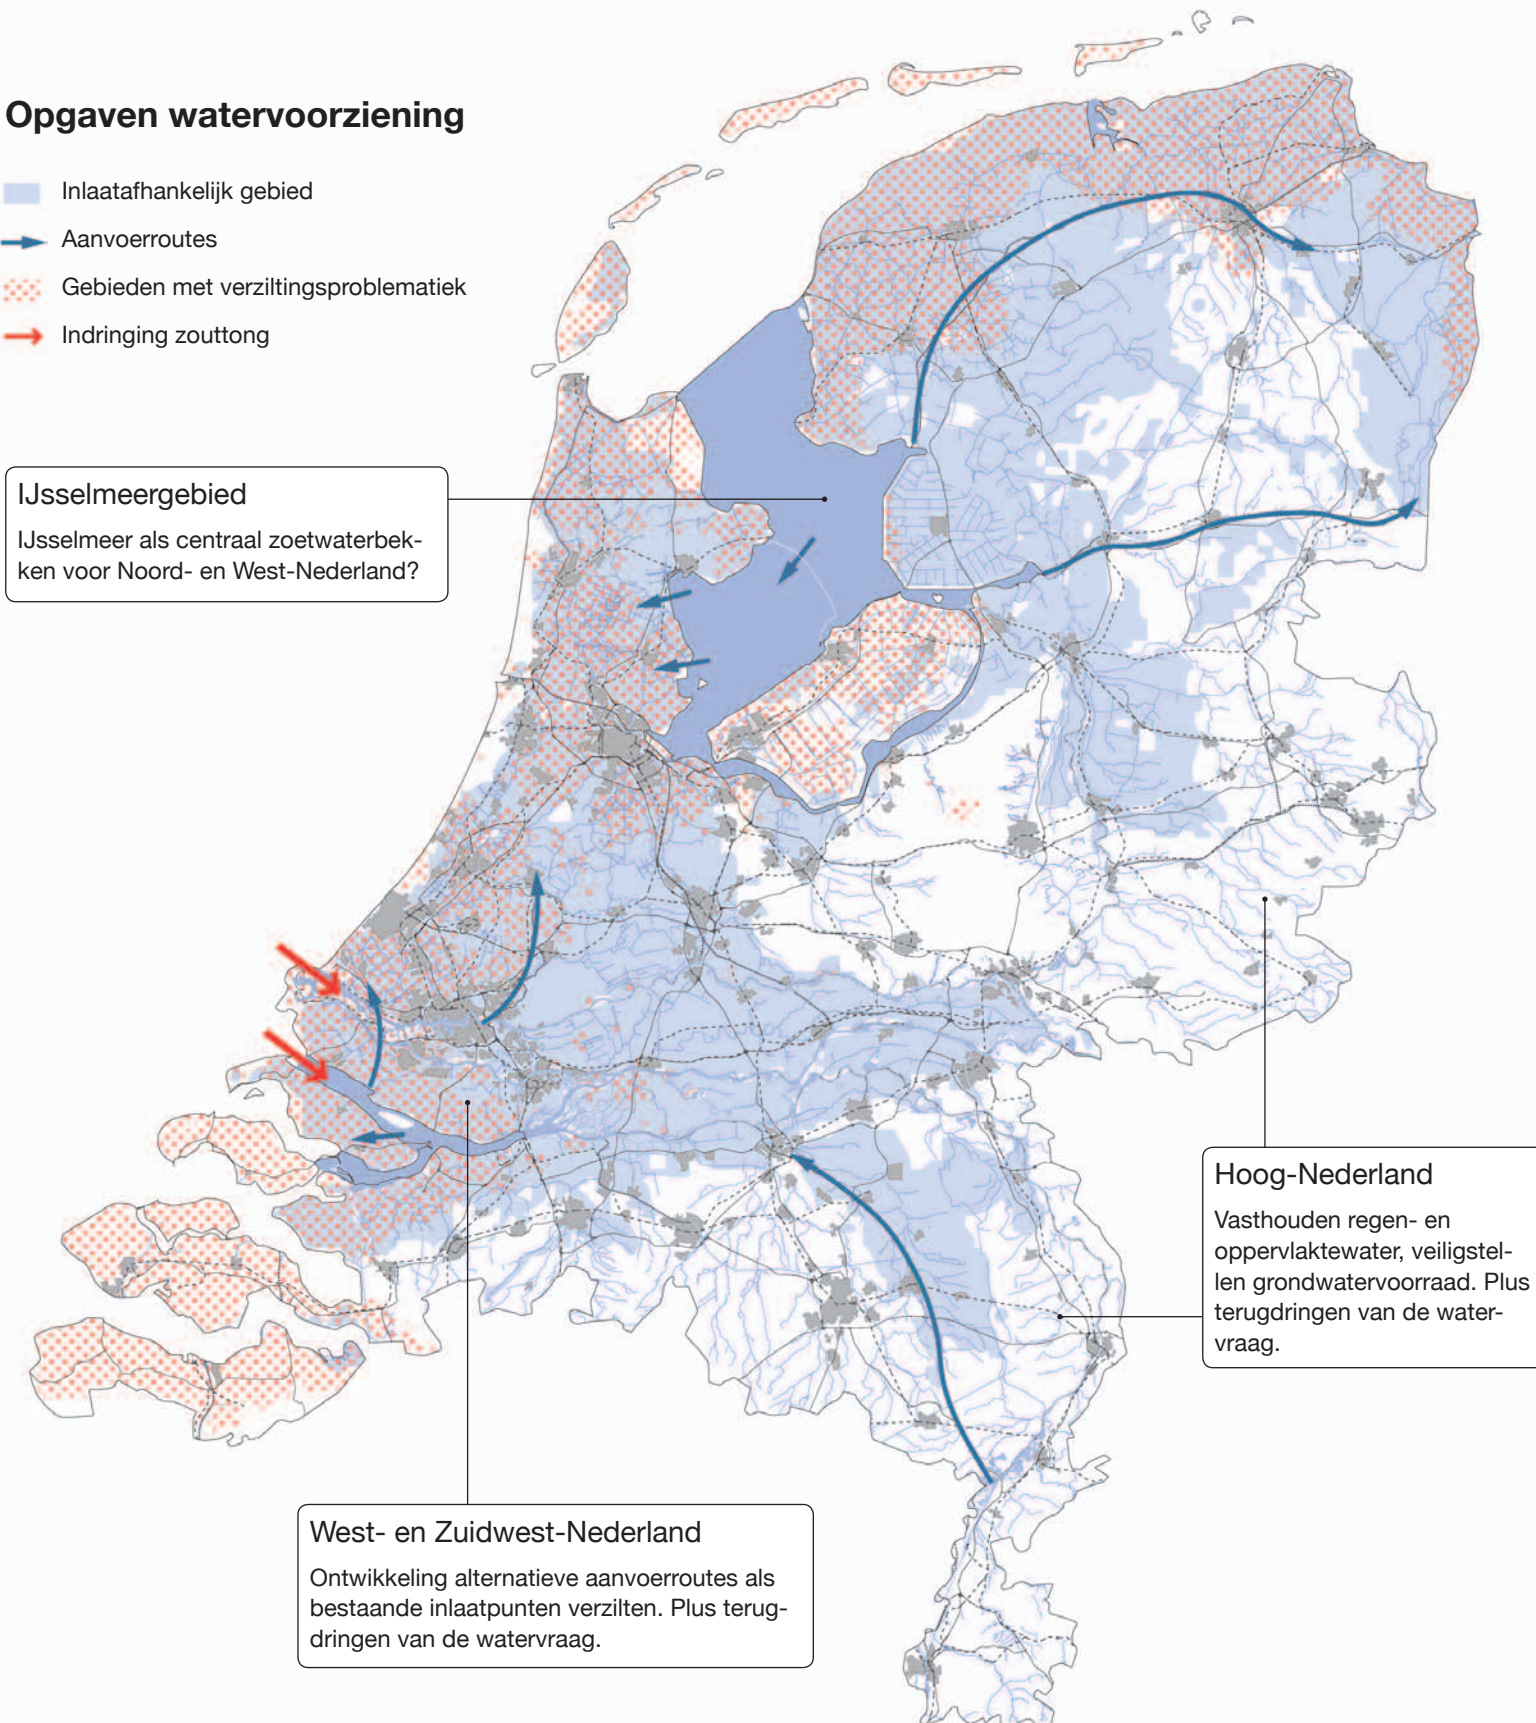 Opgaven watervoorziening
Inlaatafhankelijk gebied
Aanvoerroutes
Gebieden met verziltingsproblematiek
Indringing zouttong
IJsselmeergebied
IJsselmeer als centraal zoetwaterbek-
ken voor Noord- en West-Nederland?
Hoog-Nederland
Vasthouden regen- en
oppervlaktewater, veiligstel-
len grondwatervoorraad. Plus
terugdringen van de water-
vraag.
West- en Zuidwest-Nederland
Ontwikkeling alternatieve aanvoerroutes als
bestaande inlaatpunten verzilten. Plus terug-
dringen van de watervraag.